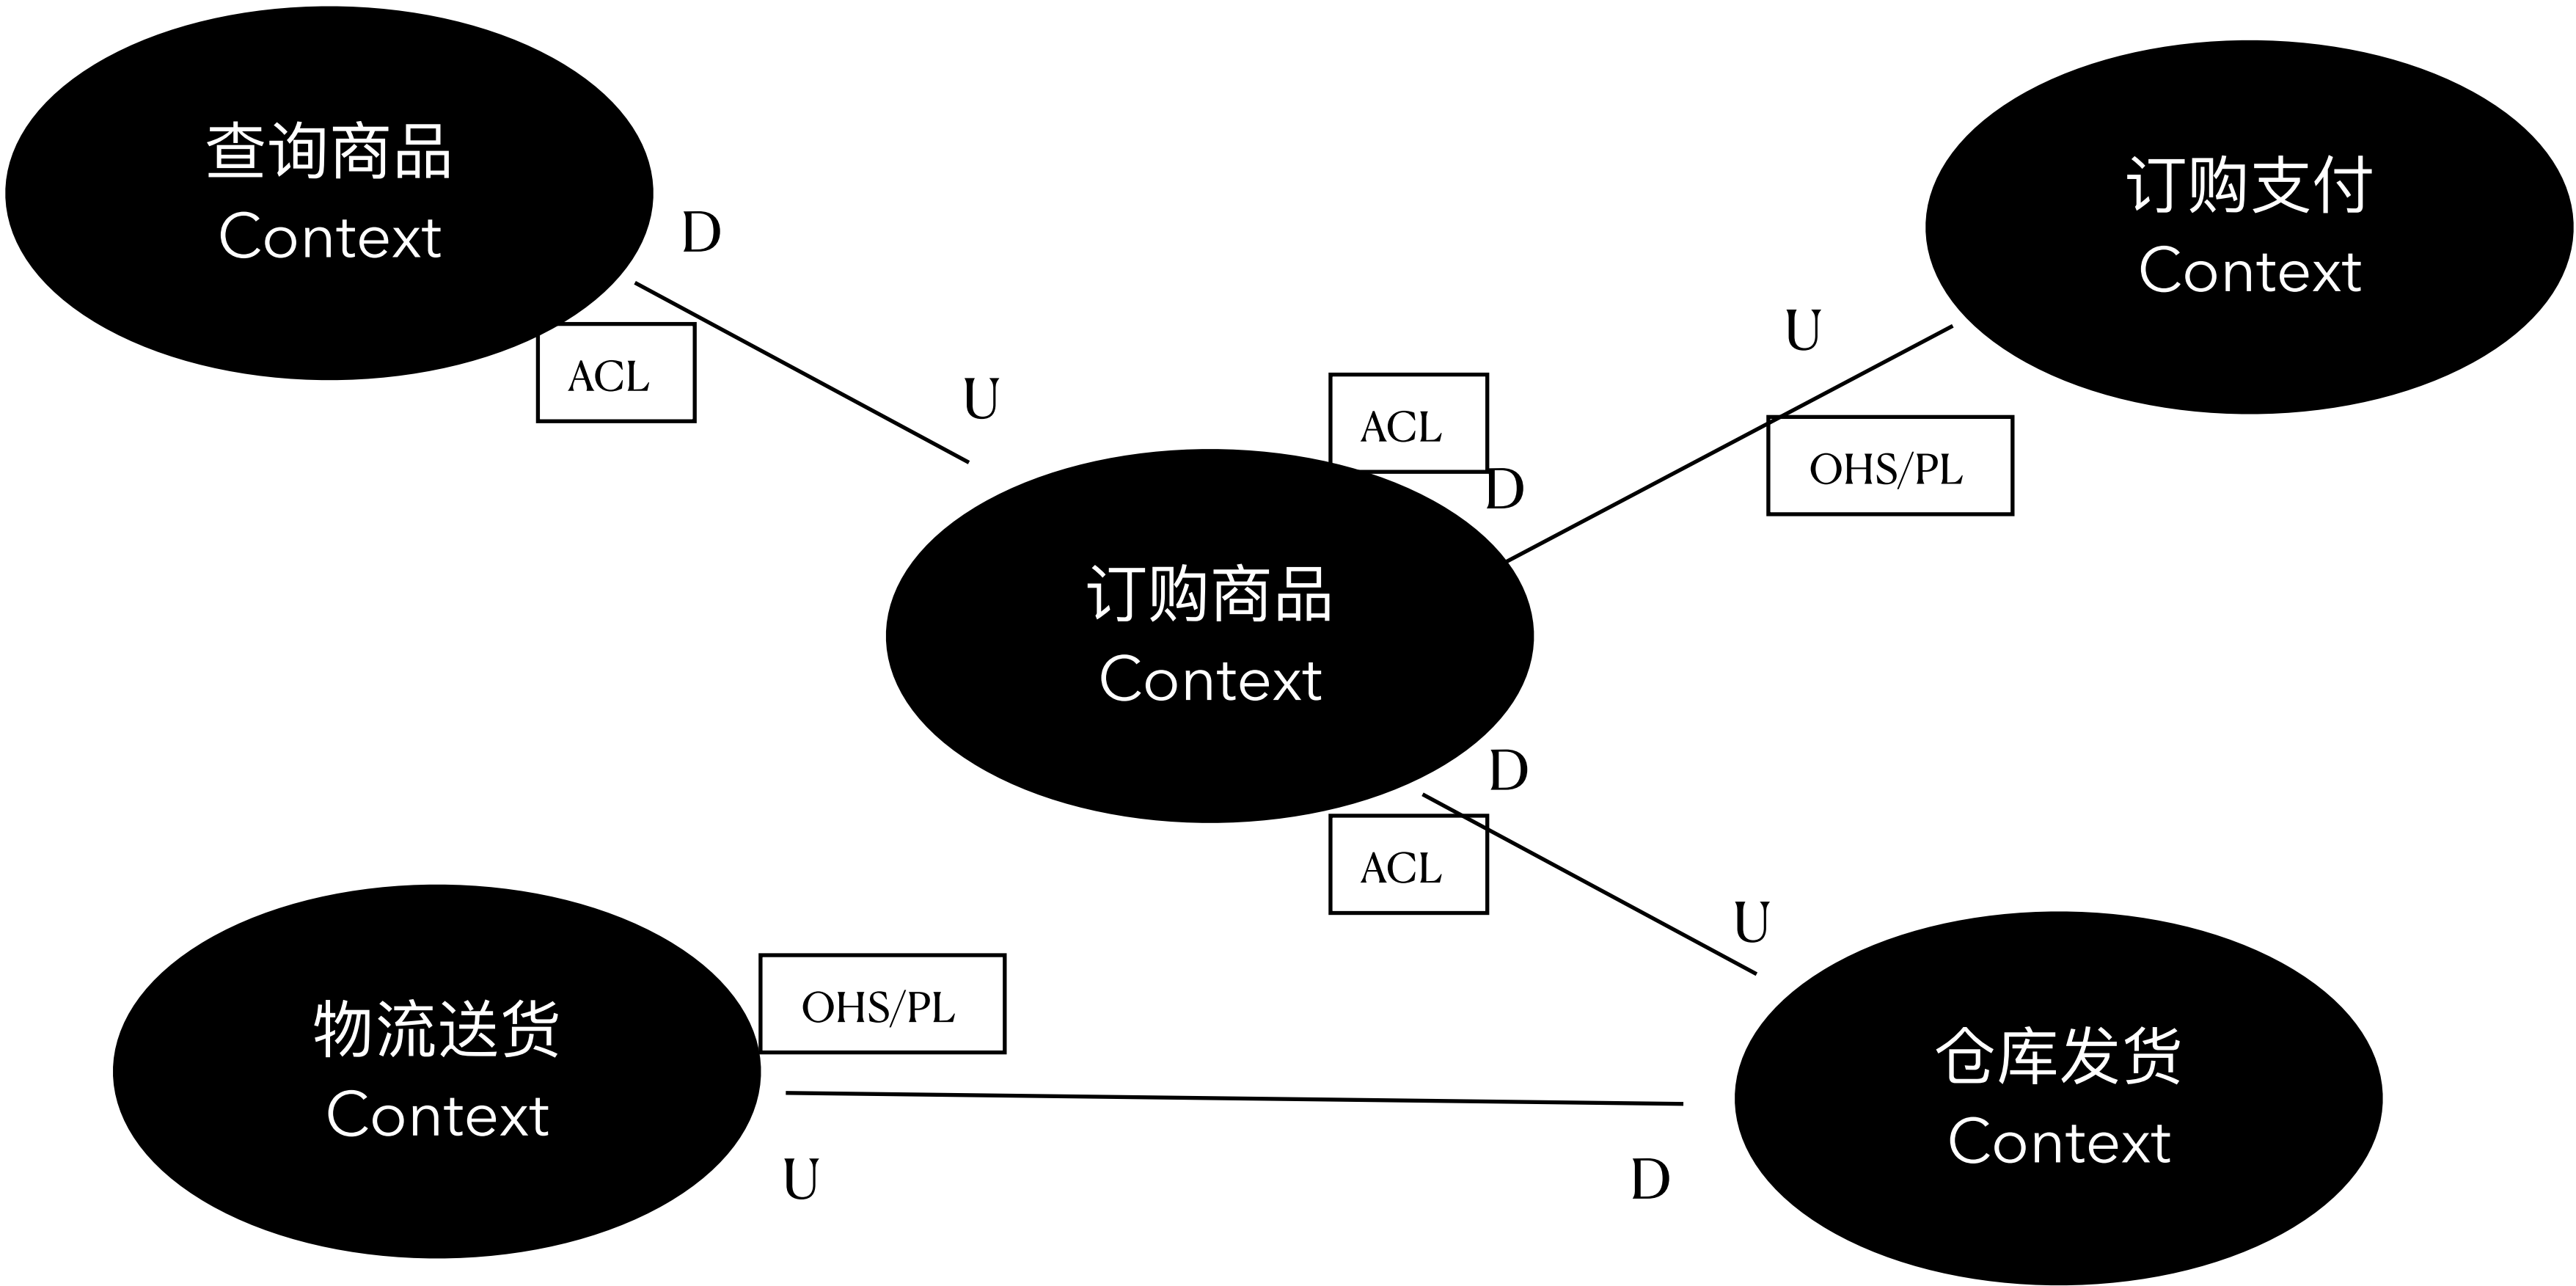 查询商品
Context
D
ACL
U
订购支付
Context
U
OHS/PL
ACL
D
订购商品
Context
D
ACL
U
物流送货
Context
OHS/PL
U
D
仓库发货
Context